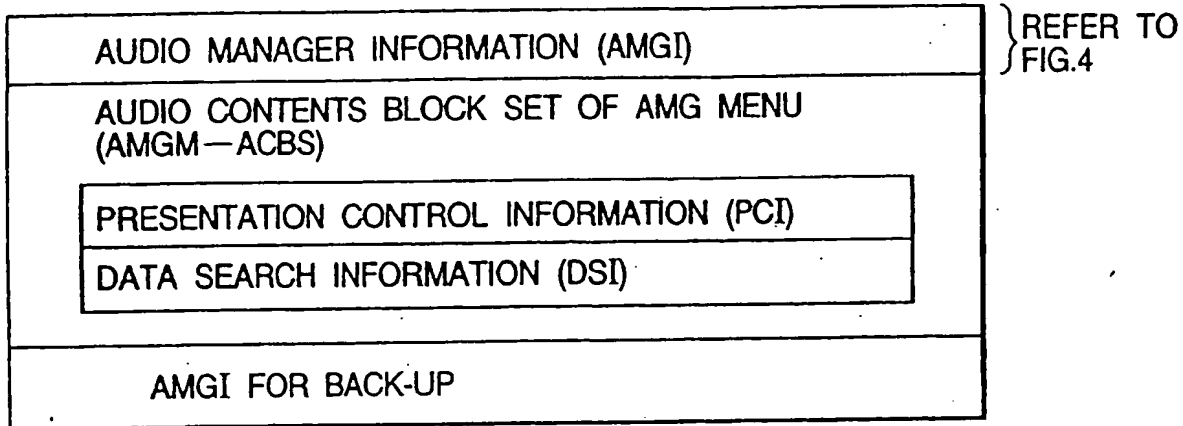 AUDIO MANAGER INFORMATION (AMGI)
REFER TO
FIG.4
AUDIO CONTENTS BLOCK SET OF AMG MENU
(AMGM—ACBS)
PRESENTATION CONTROL INFORMATION (PCI)
DATA SEARCH INFORMATION (DSI)
AMGI FOR BACK-UP